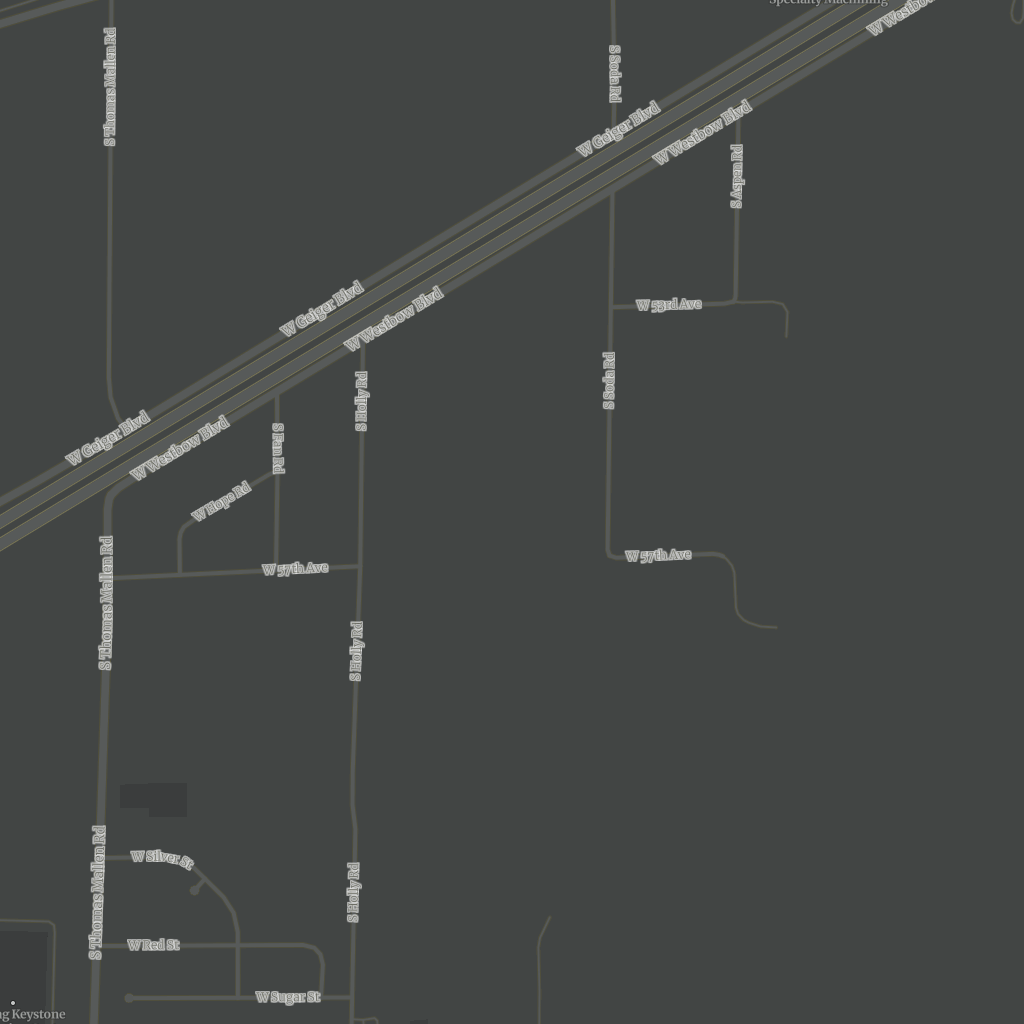 Specialty Machining
W Westbow
S Thomas Mallen Rd
S Soda Rd
W Geiger Blvd
W Westbow Blvd
S Aspen Rd
W Geiger Blvd
W Westbow Blvd
W 53rd Ave
S Soda Rd
S Holly Rd
W Geiger Blvd
W Westbow Blvd
S Fan Rd
W Hope Rd
W 57th Ave
W 57th Ave
S Thomas Mallen Rd
S Holly Rd
W Silver St
S Thomas Mallen Rd
S Holly Rd
W Red St
W Sugar St
ng Keystone